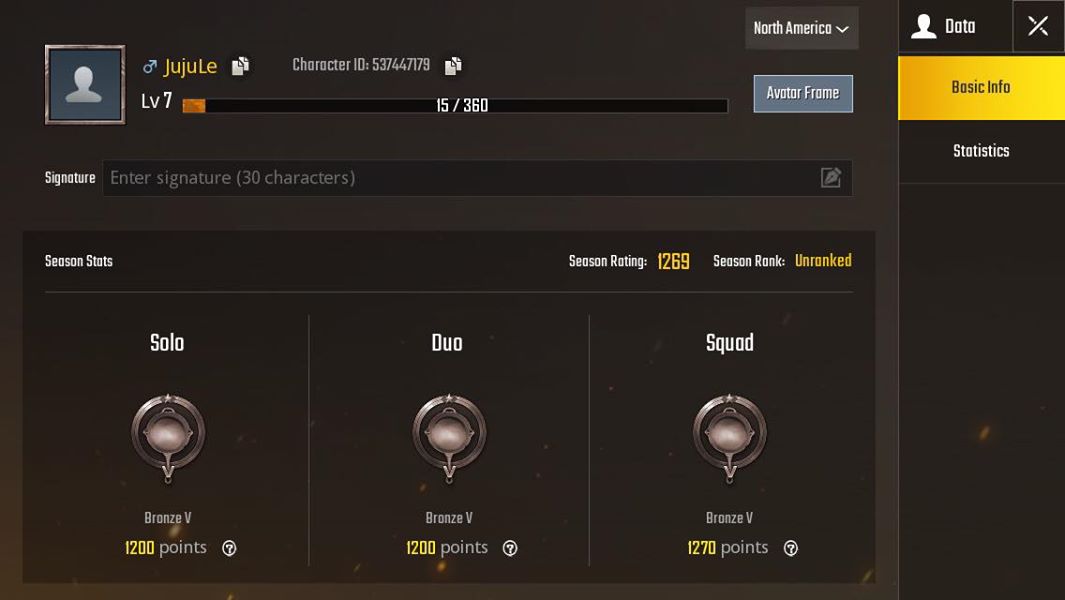 North America
Data
JujuLe
Character ID: 537447179
Lv 7
15 / 360
Avatar Frame
Basic Info
Statistics
Signature
Enter signature (30 characters)
Season Stats
Season Rating: 1269
Season Rank: Unranked
Solo
Duo
Squad
Bronze V
Bronze V
Bronze V
1200 points
1200 points
1270 points